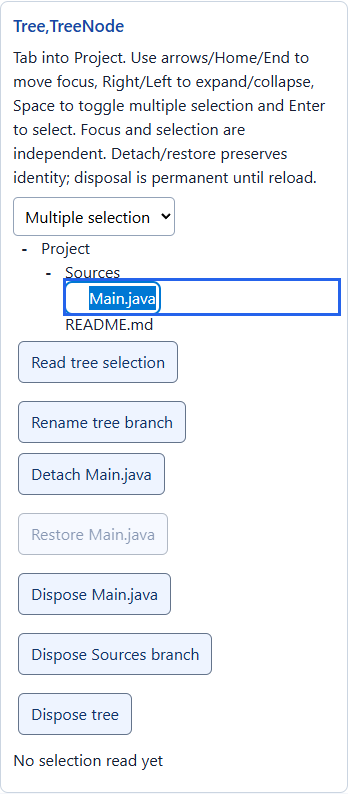 Tree,TreeNode
Tab into Project. Use arrows/Home/End to
move focus, Right/Left to expand/collapse,
Space to toggle multiple selection and Enter
to select. Focus and selection are
independent. Detach/restore preserves
identity; disposal is permanent until reload.
Multiple selection
- Project
- Sources
Main.java
README.md
Read tree selection
Rename tree branch
Detach Main.java
Restore Main.java
Dispose Main.java
Dispose Sources branch
Dispose tree
No selection read yet